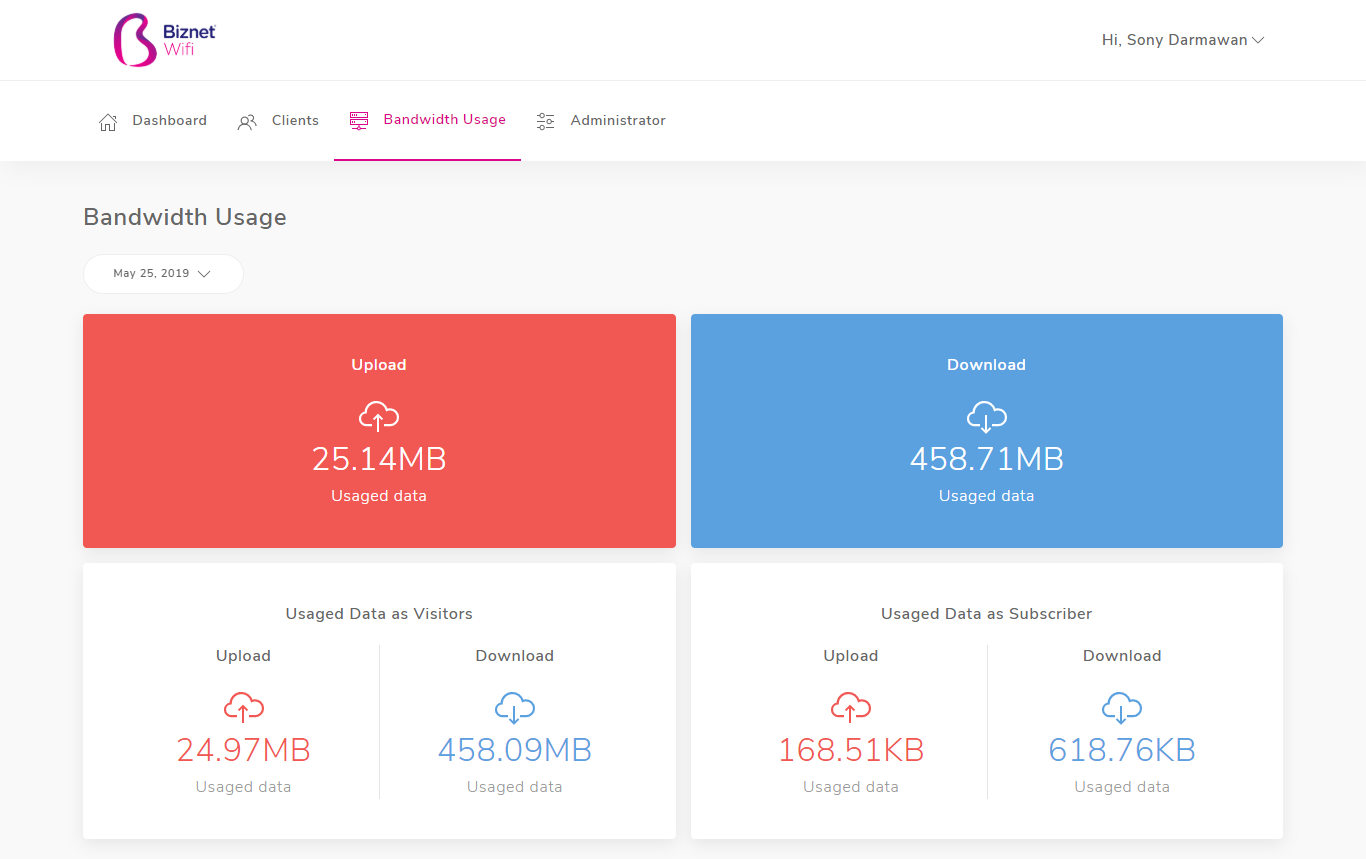 Biznet
Wifi
Hi, Sony Darmawan
Dashboard
Clients
Bandwidth Usage
Administrator
Bandwidth Usage
May 25, 2019
Upload
25.14MB
Usaged data
Download
458.71MB
Usaged data
Usaged Data as Visitors
Upload
24.97MB
Usaged data
Download
458.09MB
Usaged data
Usaged Data as Subscriber
Upload
168.51KB
Usaged data
Download
618.76KB
Usaged data